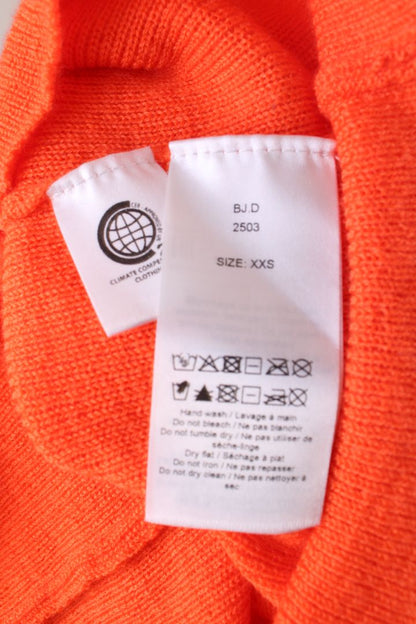 BJ.D
2503
SIZE: XXS
Hand wash / Lavage à main
Do not bleach / Ne pas blanchir
Do not tumble dry / Ne pas utiliser de
sèche-linge
Dry flat / Séchage à plat
Do not iron / Ne pas repasser
Do not dry clean / Ne pas nettoyer à
sec
CLIMATE
CLOTHIN